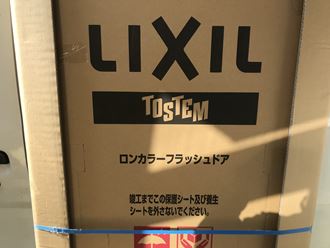 LIXIL
TOSTEM
ロンカラーフラッシュドア
竣工までこの保護シート及び養生
シートを外さないでください。